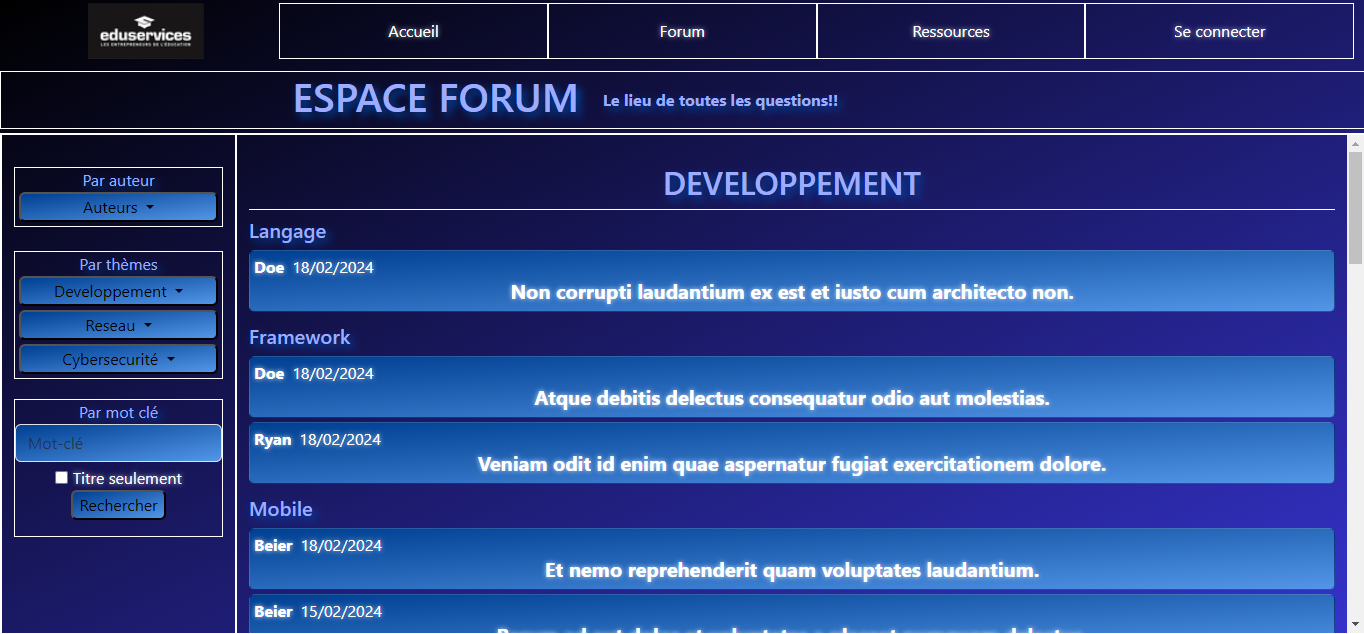 eduservices
LES ENTREPRENEURS DE L'ÉDUCATION
Accueil
Forum
Ressources
Se connecter
ESPACE FORUM
Le lieu de toutes les questions!!
Par auteur
Auteurs
Par thèmes
Developpement
Reseau
Cybersecurité
Par mot clé
Mot-clé
Titre seulement
Rechercher
DEVELOPPEMENT
Langage
Doe 18/02/2024
Non corrupti laudantium ex est et iusto cum architecto non.
Framework
Doe 18/02/2024
Atque debitis delectus consequatur odio aut molestias.
Ryan 18/02/2024
Veniam odit id enim quae aspernatur fugiat exercitationem dolore.
Mobile
Beier 18/02/2024
Et nemo reprehenderit quam voluptates laudantium.
Beier 15/02/2024